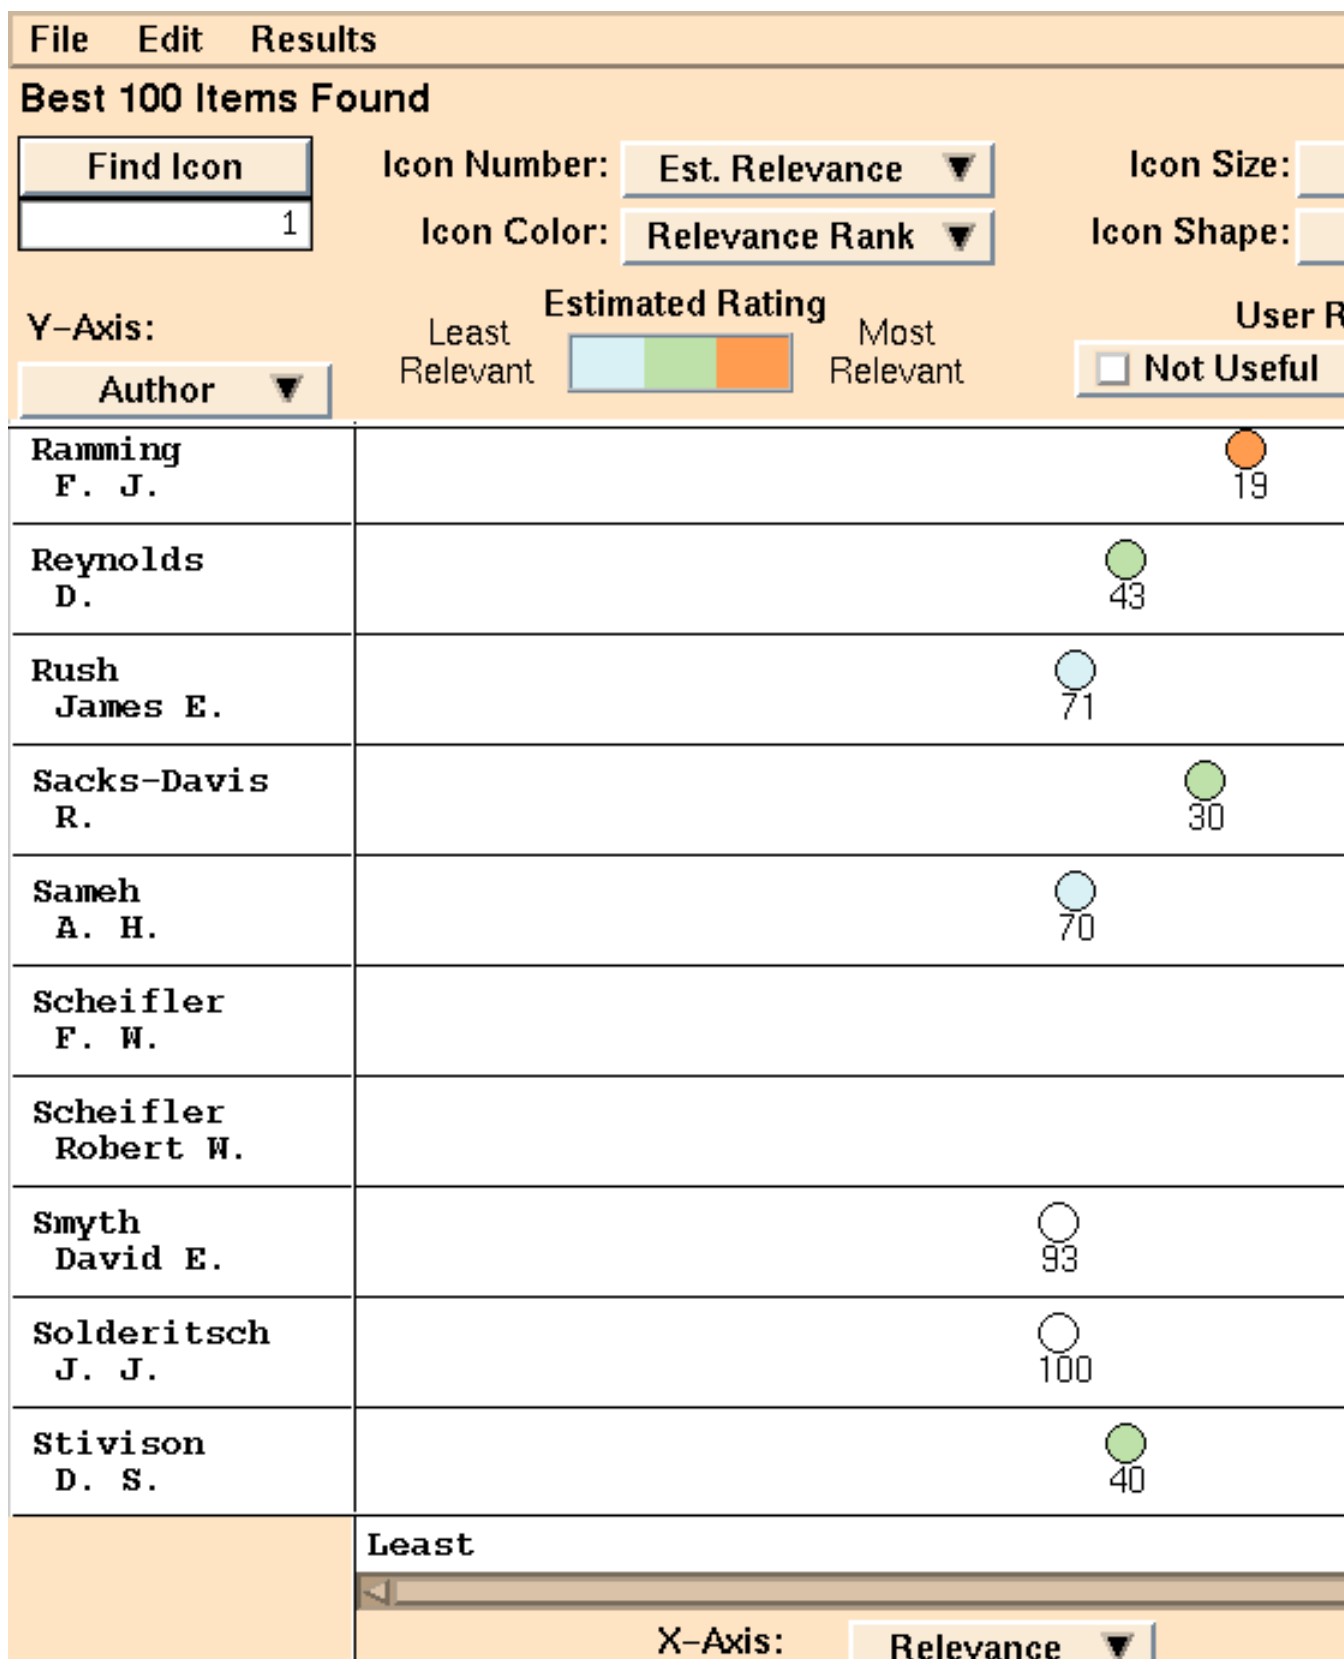 File Edit Results
Best 100 Items Found
Find Icon
1
Icon Number: Est. Relevance
Icon Size:
Icon Color: Relevance Rank
Icon Shape:
Y-Axis:
Author
Estimated Rating
Least Relevant
Most Relevant
User R
Not Useful
Ramming
F. J.
19
Reynolds
D.
43
Rush
James E.
71
Sacks-Davis
R.
30
Sameh
A. H.
70
Scheifler
F. W.
Scheifler
Robert W.
Smyth
David E.
93
Solderitsch
J. J.
100
Stivison
D. S.
40
Least
X-Axis: Relevance